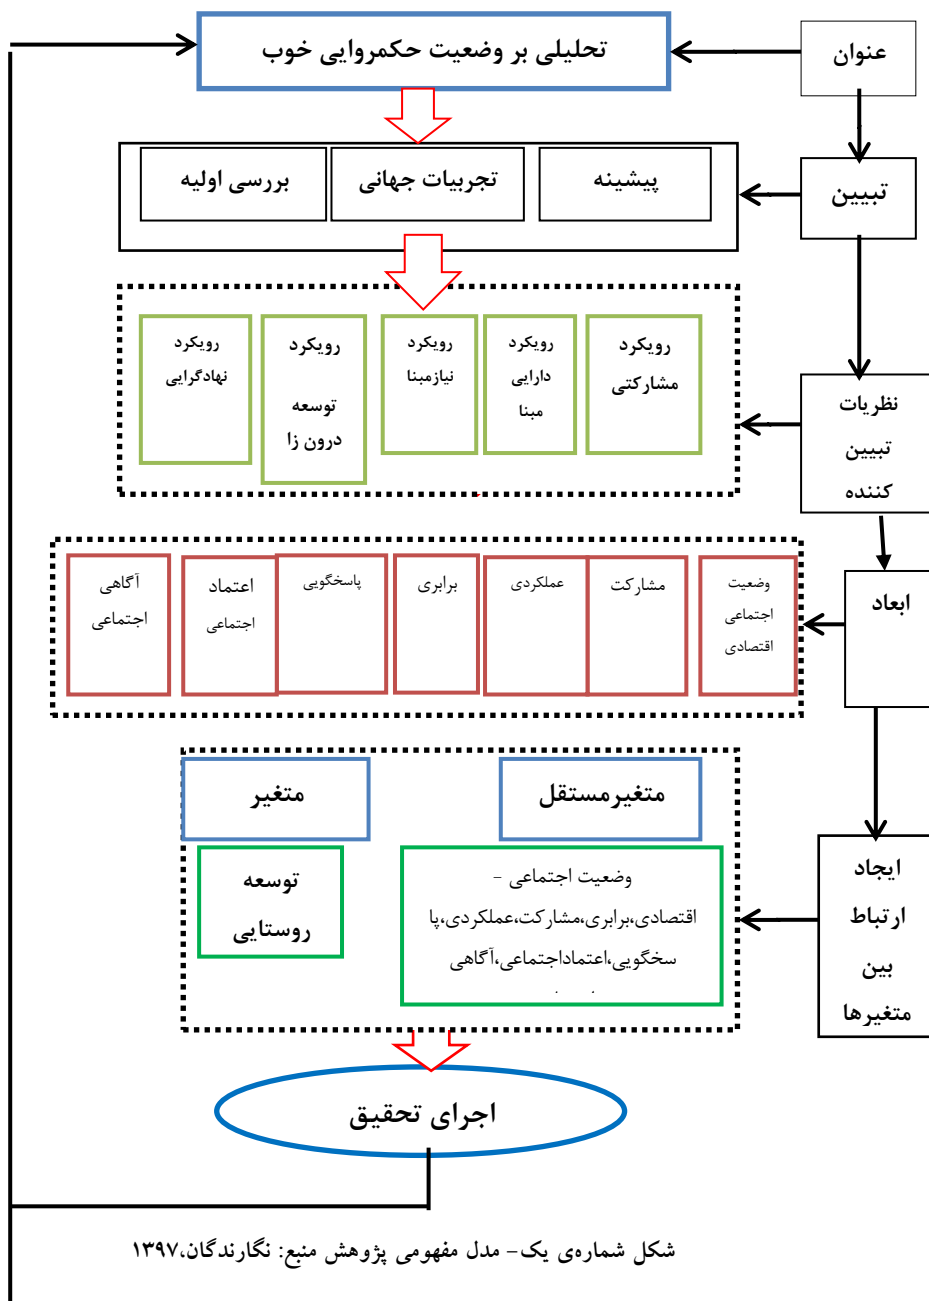 عنوان
تحلیلی بر وضعیت حکمروایی خوب
تبیین
پیشینه
تجربیات جهانی
بررسی اولیه
نظریات
تبیین
کننده
رویکرد
مشارکتی
رویکرد
دارایی
مبنا
رویکرد
نیازمبنا
رویکرد
توسعه
درون زا
رویکرد
نهادگرایی
ابعاد
وضعیت
اجتماعی
اقتصادی
مشارکت
عملکردی
برابری
پاسخگویی
اعتماد
اجتماعی
آگاهی
اجتماعی
ایجاد
ارتباط
بین
متغیرها
متغیرمستقل
متغیر
وضعیت اجتماعی –
اقتصادی،برابری،مشارکت،عملکردی،پا
سخگویی،اعتماداجتماعی،آگاهی
توسعه
روستایی
اجرای تحقیق
شکل شماره‌ی یک- مدل مفهومی پژوهش منبع: نگارندگان،۱۳۹۷